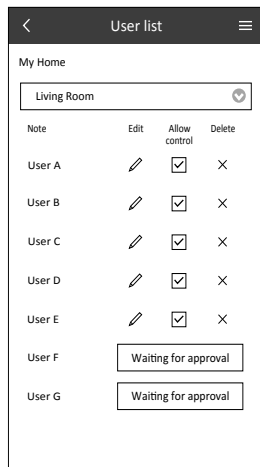 User list
My Home
Living Room
Note Edit Allow control Delete
User A
User B
User C
User D
User E
User F Waiting for approval
User G Waiting for approval